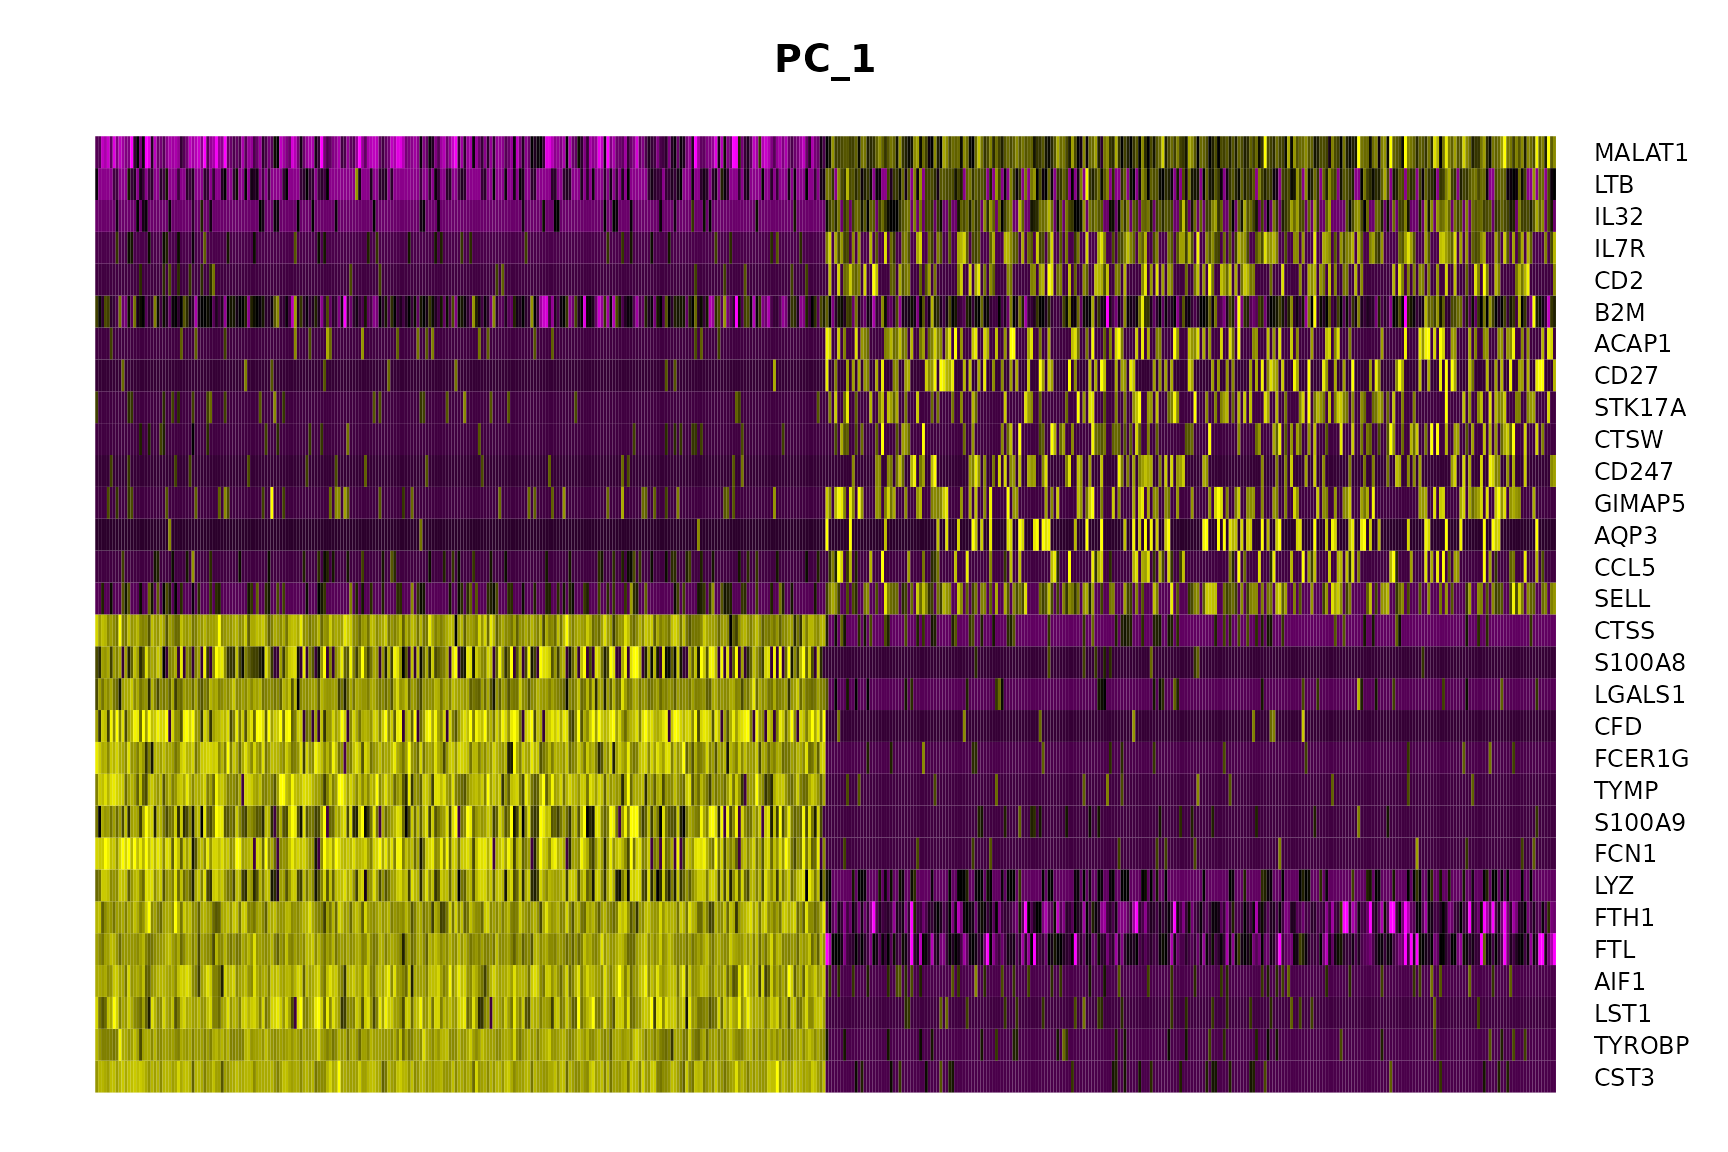 PC_1
MALAT1
LTB
IL32
IL7R
CD2
B2M
ACAP1
CD27
STK17A
CTSW
CD247
GIMAP5
AQP3
CCL5
SELL
CTSS
S100A8
LGALS1
CFD
FCER1G
TYMP
S100A9
FCN1
LYZ
FTH1
FTL
AIF1
LST1
TYROBP
CST3